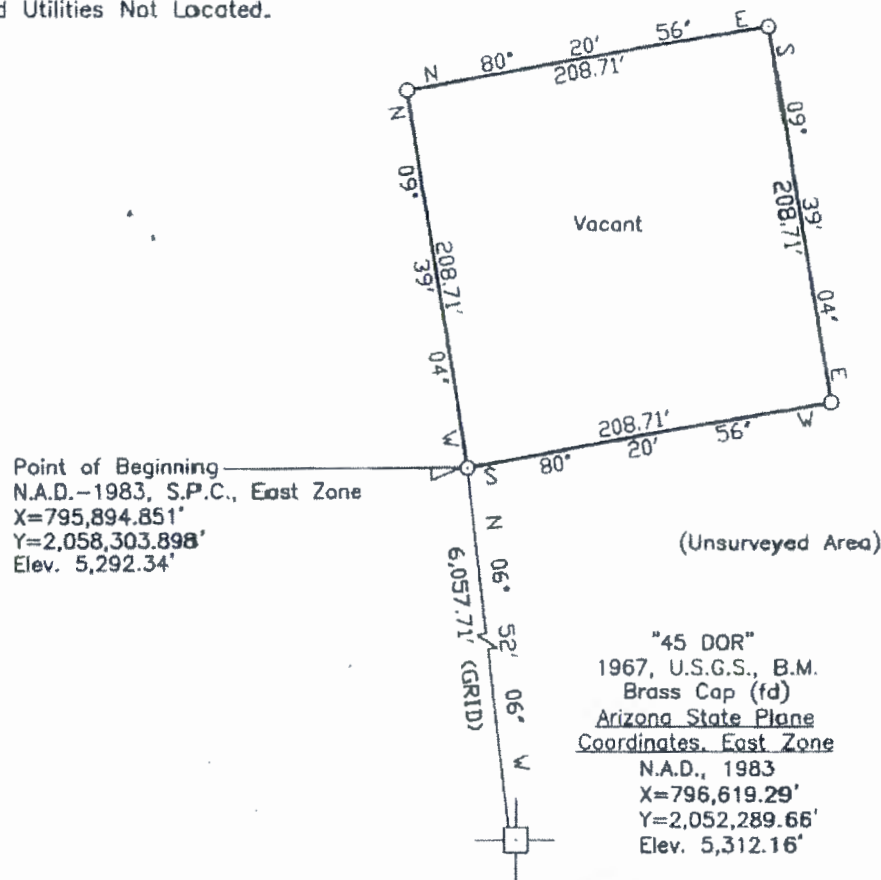 d Utilities Not Located.
N 80° 20' 56" E
208.71'
S 09° 39' 04' E
208.71'
Vacant
N 09° 39' 04" W
208.71'
208.71'
S 80° 20' 56" W
Point of Beginning
N.A.D.-1983, S.P.C., East Zone
X=795,894.851'
Y=2,058,303.898'
Elev. 5,292.34'
(Unsurveyed Area)
N 06° 52' 06" W
6,057.71' (GRID)
"45 DOR"
1967, U.S.G.S., B.M.
Brass Cap (fd)
Arizona State Plane
Coordinates, East Zone
N.A.D., 1983
X=796,619.29'
Y=2,052,289.66'
Elev. 5,312.16'